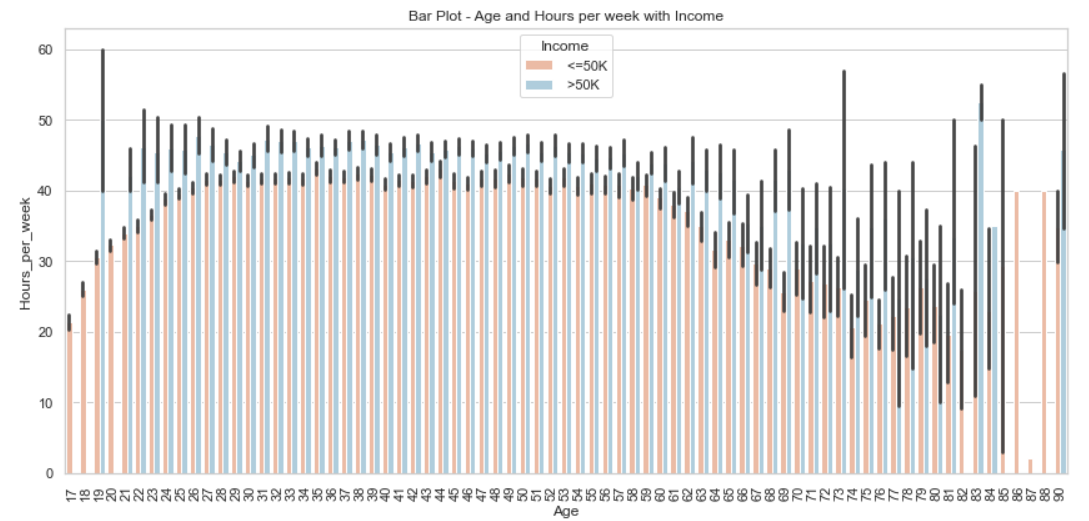 Bar Plot - Age and Hours per week with Income
Income
<=50K
>50K
60
50
40
30
20
10
0
Hours_per_week
17 18 19 20 21 22 23 24 25 26 27 28 29 30 31 32 33 34 35 36 37 38 39 40 41 42 43 44 45 46 47 48 49 50 51 52 53 54 55 56 57 58 59 60 61 62 63 64 65 66 67 68 69 70 71 72 73 74 75 76 77 78 79 80 81 82 83 84 85 86 87 88 90
Age